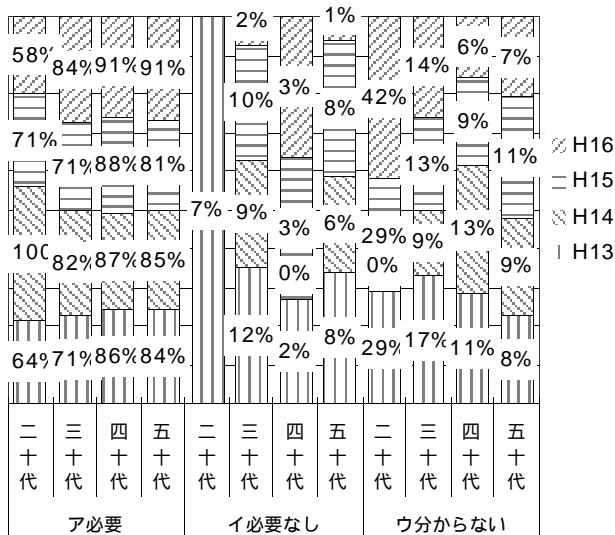 2% 1%
58% 84% 91% 91% 10% 3% 8% 42% 14% 6% 7%
71% 71% 88% 81% 7% 9% 3% 6% 29% 13% 9% 11%
100 82% 87% 85% 0% 0% 9% 13% 9%
64% 71% 86% 84% 12% 2% 8% 29% 17% 11% 8%
H16
H15
H14
H13
二十代 三十代 四十代 五十代 二十代 三十代 四十代 五十代 二十代 三十代 四十代 五十代
ア必要 イ必要なし ウ分からない